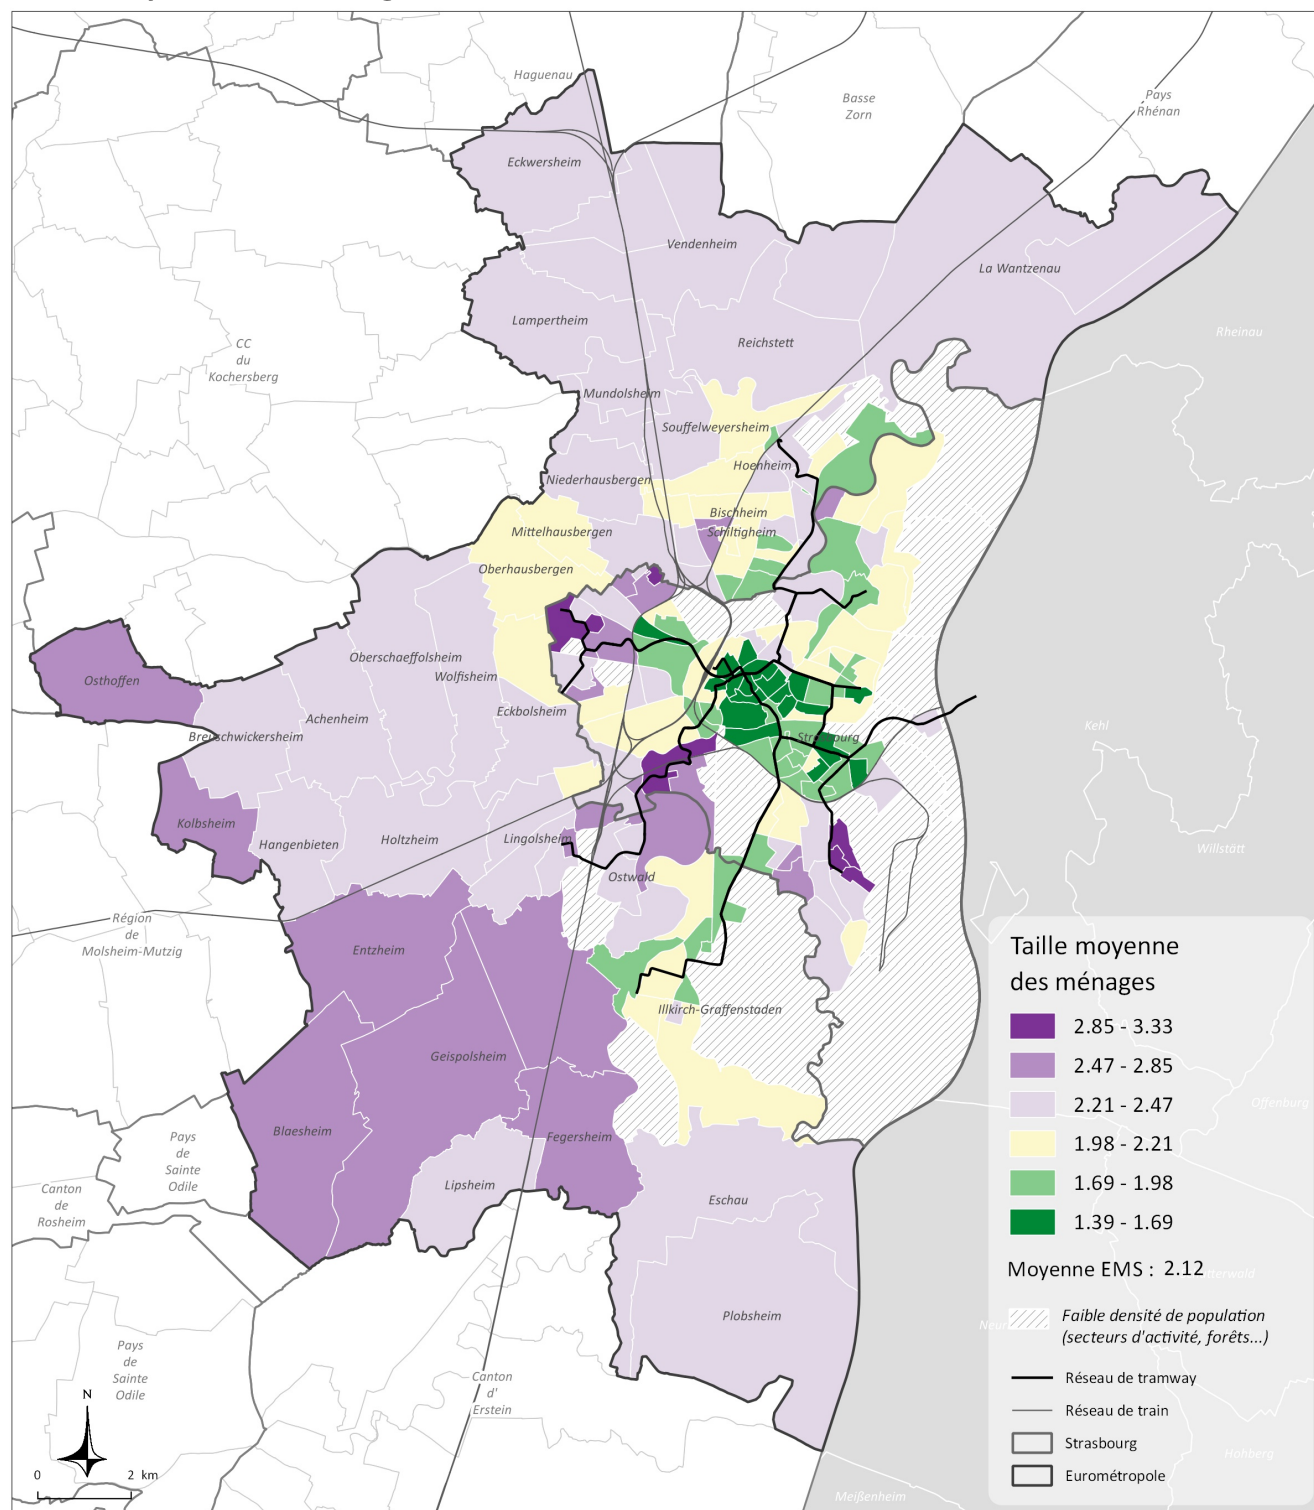 Haguenau
Basse
Zorn
Pays
Rhénan
Eckwersheim
Vendenheim
La Wantzenau
Lampertheim
Rheinau
Reichstett
CC
du
Kochersberg
Mundolsheim
Souffelweyersheim
Hoenheim
Niederhausbergen
Bischheim
Mittelhausbergen
Schiltigheim
Oberhausbergen
Oberschaeffolsheim
Wolfisheim
Osthoffen
Eckbolsheim
Achenheim
Breuschwickersheim
Strasbourg
Kehl
Kolbsheim
Hangenbieten
Holtzheim
Lingolsheim
Willstätt
Ostwald
Région
de
Molsheim-Mutzig
Entzheim
Illkirch-Graffenstaden
Geispolsheim
Blaesheim
Fegersheim
Offenburg
Pays
de
Sainte
Odile
Lipsheim
Eschau
Canton
de
Rosheim
Plobsheim
Pays
de
Sainte
Odile
Canton
d'
Erstein
Taille moyenne
des ménages
2.85 - 3.33
2.47 - 2.85
2.21 - 2.47
1.98 - 2.21
1.69 - 1.98
1.39 - 1.69
Moyenne EMS : 2.12
Faible densité de population
(secteurs d'activité, forêts...)
Réseau de tramway
Réseau de train
Strasbourg
Eurométropole
Hohberg
Meißenheim
N
0 2 km